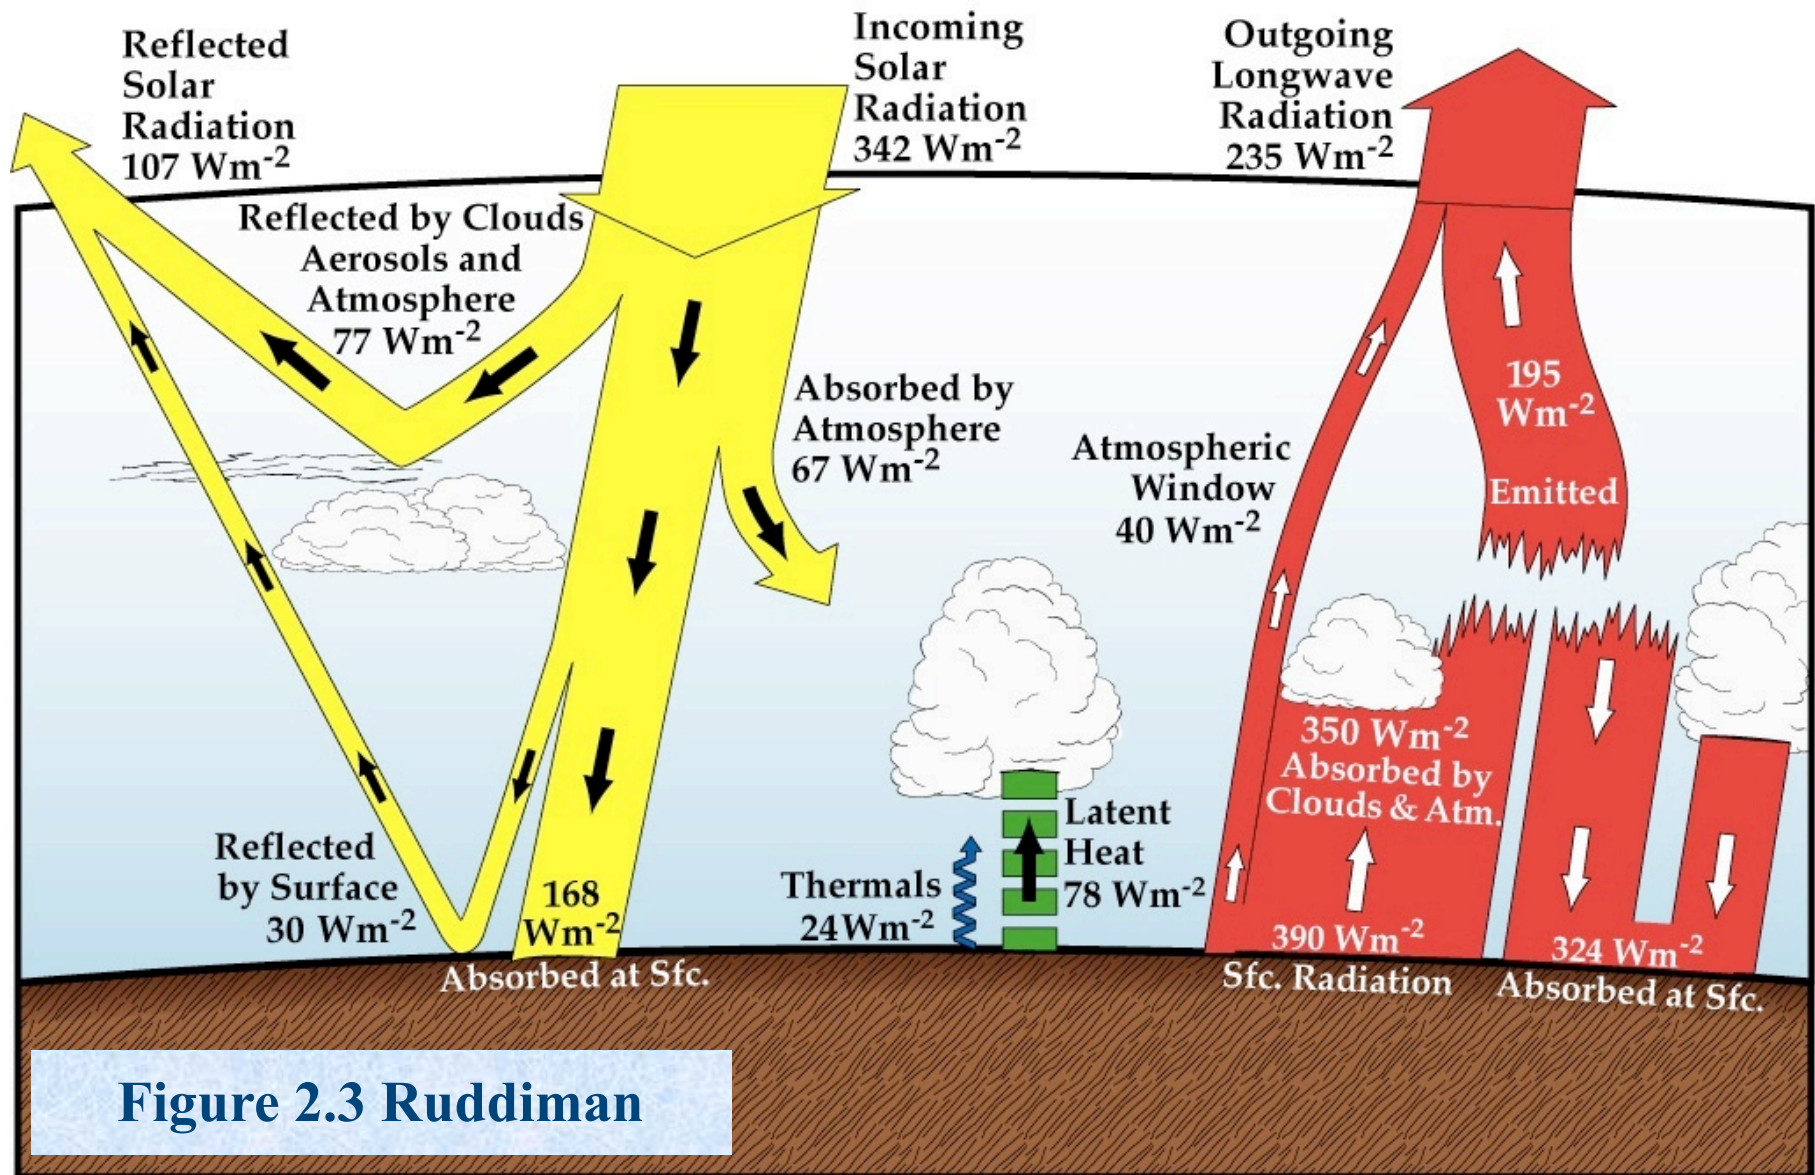 Reflected
Solar
Radiation
107 Wm-2
Incoming
Solar
Radiation
342 Wm-2
Outgoing
Longwave
Radiation
235 Wm-2
Reflected by Clouds
Aerosols and
Atmosphere
77 Wm-2
Absorbed by
Atmosphere
67 Wm-2
Atmospheric
Window
40 Wm-2
195
Wm-2
Emitted
350 Wm-2
Absorbed by
Clouds & Atm.
Latent
Heat
78 Wm-2
Thermals
24Wm-2
Reflected
by Surface
30 Wm-2
168
Wm-2
Absorbed at Sfc.
390 Wm-2
Sfc. Radiation
324 Wm-2
Absorbed at Sfc.
Figure 2.3 Ruddiman